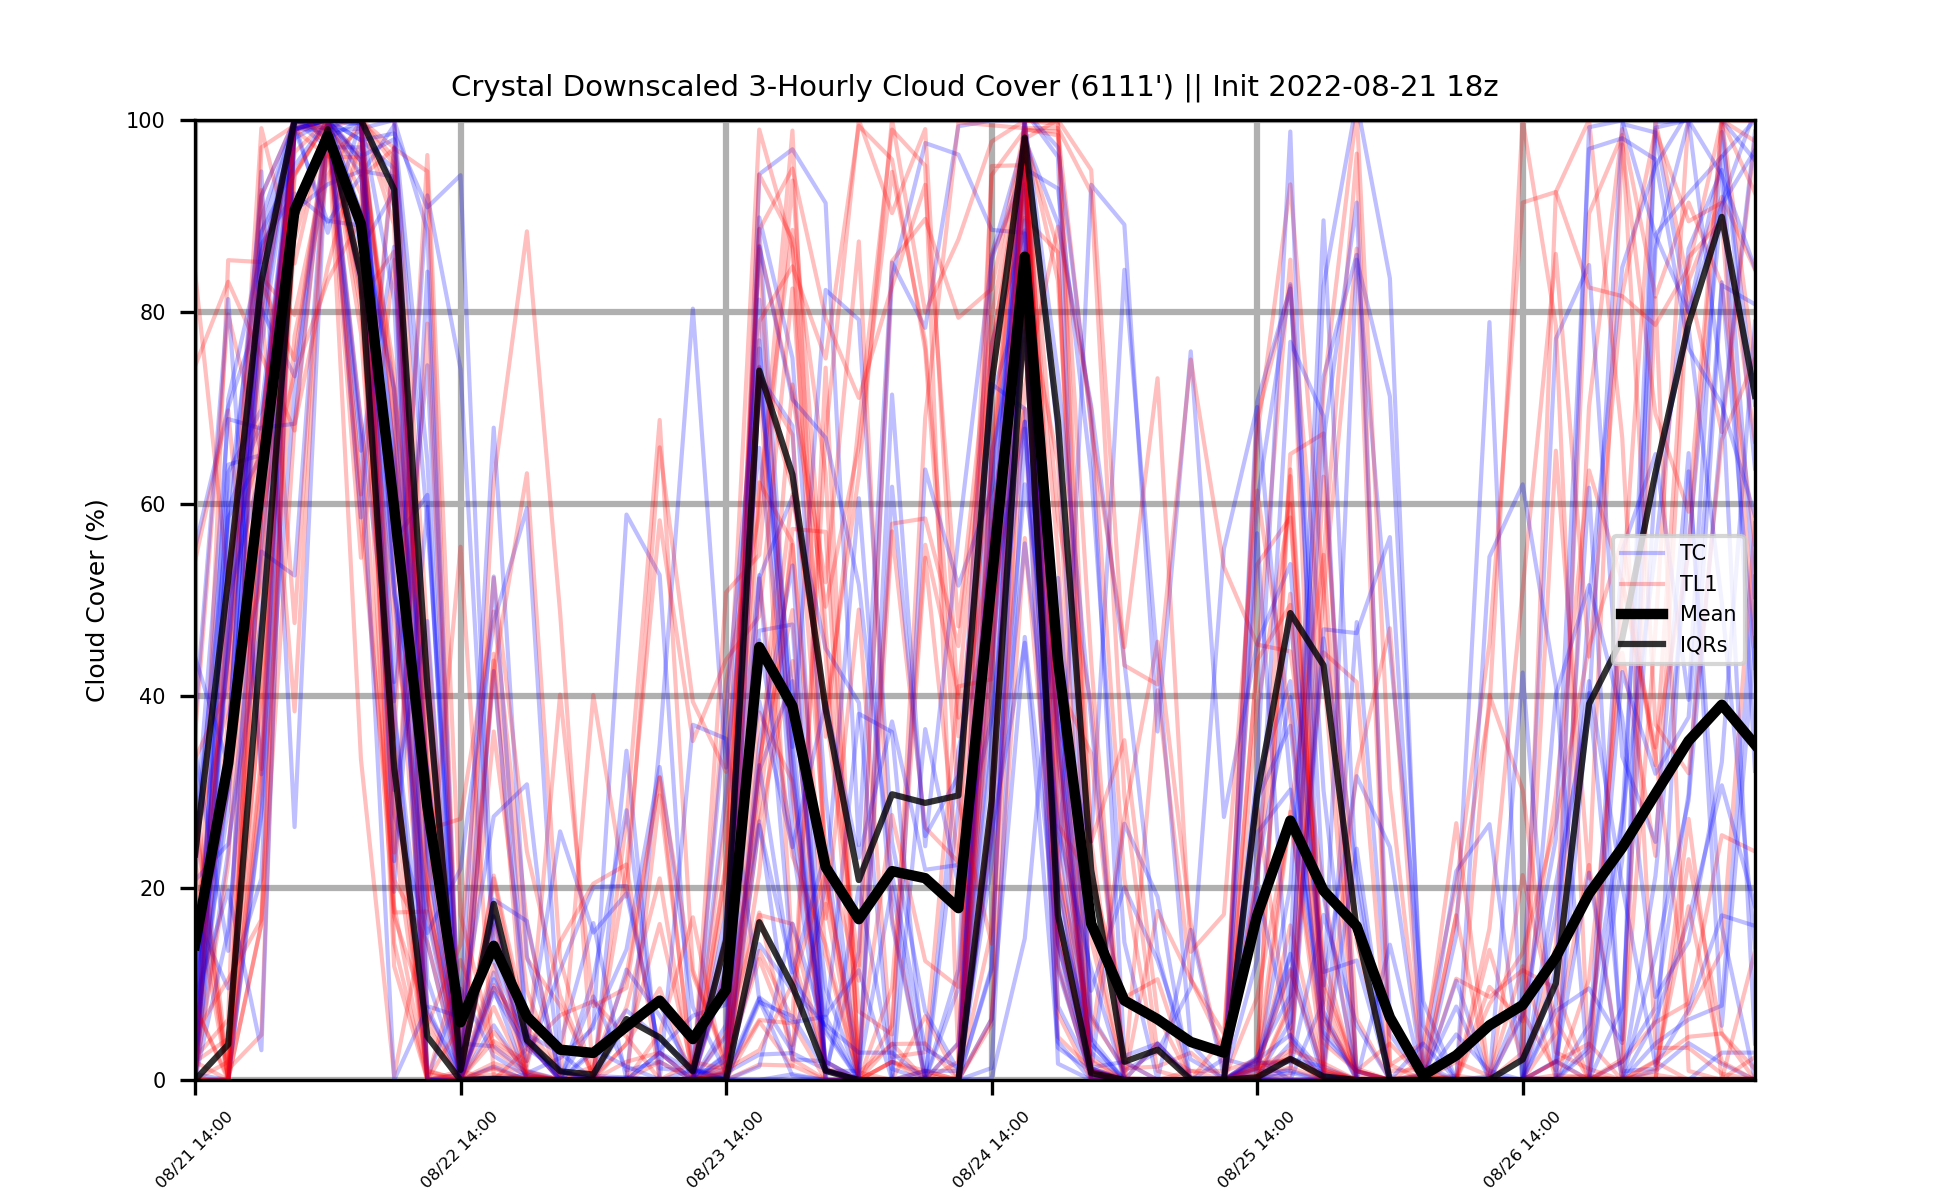 Crystal Downscaled 3-Hourly Cloud Cover (6111') || Init 2022-08-21 18z
Cloud Cover (%)
100
80
60
40
20
0
TC
TL1
Mean
IQRs
08/21 14:00
08/22 14:00
08/23 14:00
08/24 14:00
08/25 14:00
08/26 14:00